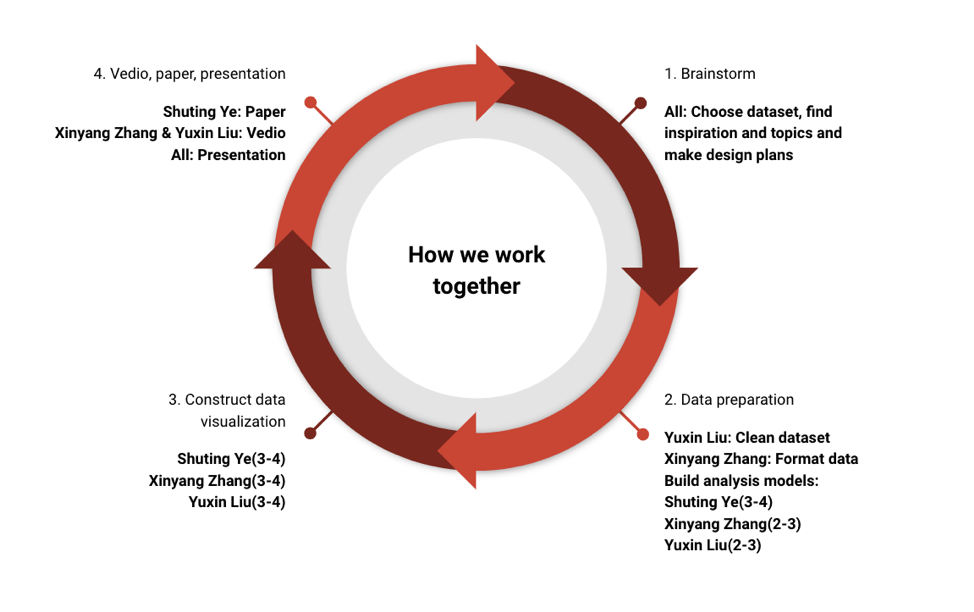 How we work
together
1. Brainstorm
All: Choose dataset, find
inspiration and topics and
make design plans
2. Data preparation
Yuxin Liu: Clean dataset
Xinyang Zhang: Format data
Build analysis models:
Shuting Ye(3-4)
Xinyang Zhang(2-3)
Yuxin Liu(2-3)
3. Construct data
visualization
Shuting Ye(3-4)
Xinyang Zhang(3-4)
Yuxin Liu(3-4)
4. Vedio, paper, presentation
Shuting Ye: Paper
Xinyang Zhang & Yuxin Liu: Vedio
All: Presentation